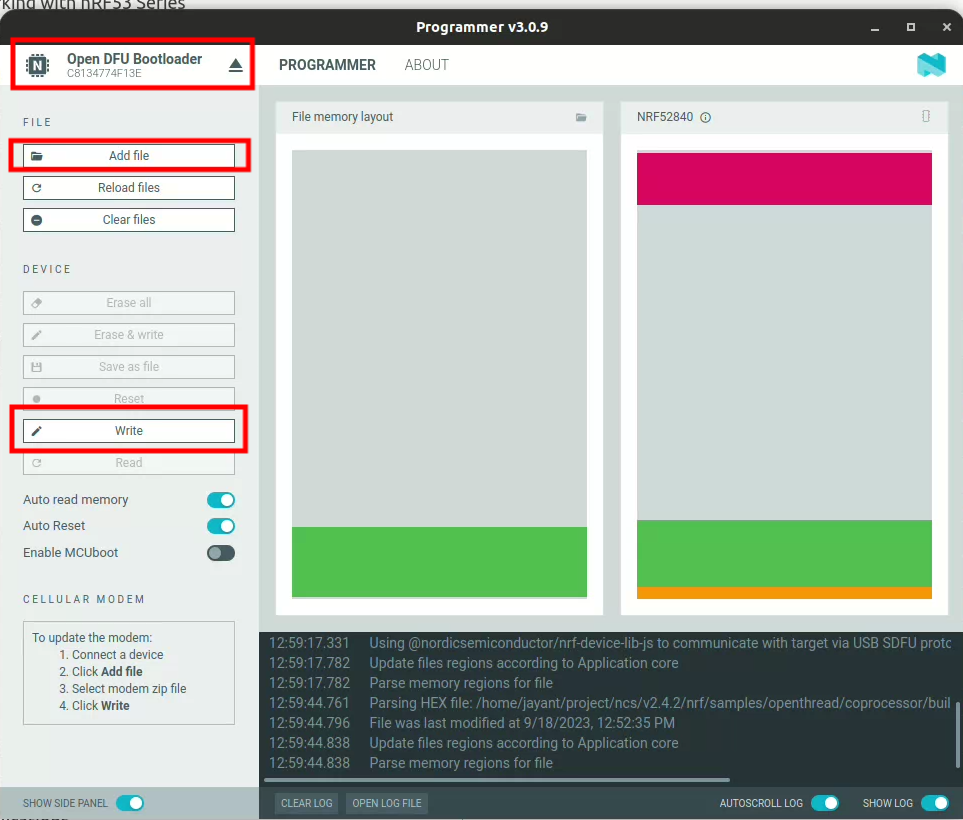 king with nRF53 Series
Programmer v3.0.9
N
Open DFU Bootloader
C8134774F13E
PROGRAMMER
ABOUT
FILE
Add file
Reload files
Clear files
DEVICE
Erase all
Erase & write
Save as file
Reset
Write
Read
Auto read memory
Auto Reset
Enable MCUboot
CELLULAR MODEM
To update the modem:
1. Connect a device
2. Click Add file
3. Select modem zip file
4. Click Write
SHOW SIDE PANEL
File memory layout
NRF52840
12:59:17.331 Using @nordicsemiconductor/nrf-device-lib-js to communicate with target via USB SDFU proto
12:59:17.782 Update files regions according to Application core
12:59:17.782 Parse memory regions for file
12:59:44.761 Parsing HEX file: /home/jayant/project/ncs/v2.4.2/nrf/samples/openthread/coprocessor/buil
12:59:44.796 File was last modified at 9/18/2023, 12:52:35 PM
12:59:44.838 Update files regions according to Application core
12:59:44.838 Parse memory regions for file
CLEAR LOG
OPEN LOG FILE
AUTOSCROLL LOG
SHOW LOG